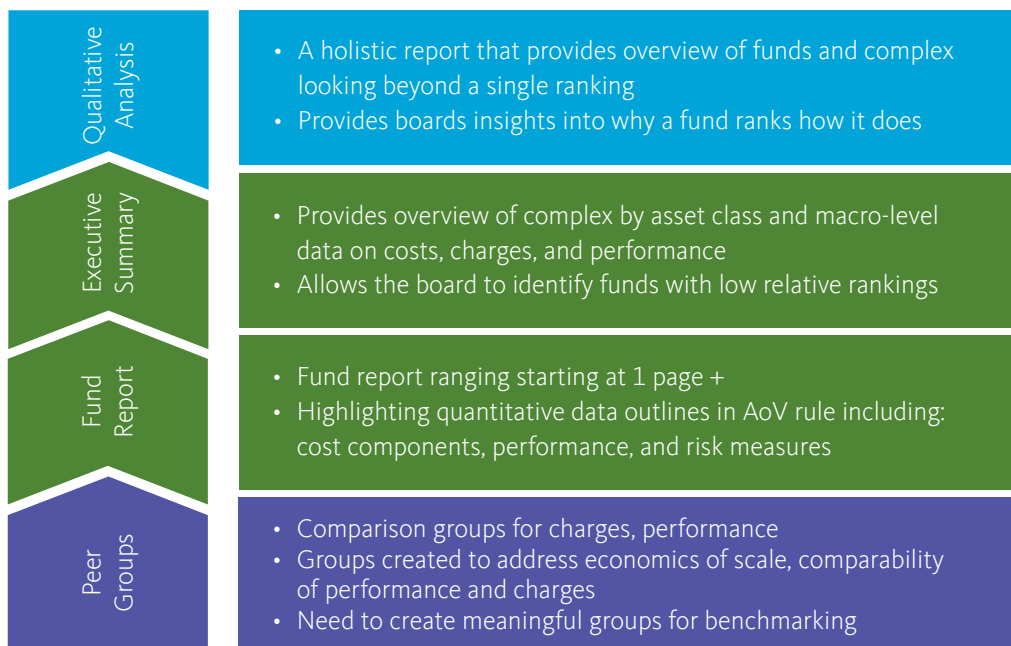 Qualitative
Analysis
• A holistic report that provides overview of funds and complex
looking beyond a single ranking
• Provides boards insights into why a fund ranks how it does
Executive
Summary
• Provides overview of complex by asset class and macro-level
data on costs, charges, and performance
• Allows the board to identify funds with low relative rankings
Fund
Report
• Fund report ranging starting at 1 page +
• Highlighting quantitative data outlines in AoV rule including:
cost components, performance, and risk measures
Peer
Groups
• Comparison groups for charges, performance
• Groups created to address economics of scale, comparability
of performance and charges
• Need to create meaningful groups for benchmarking